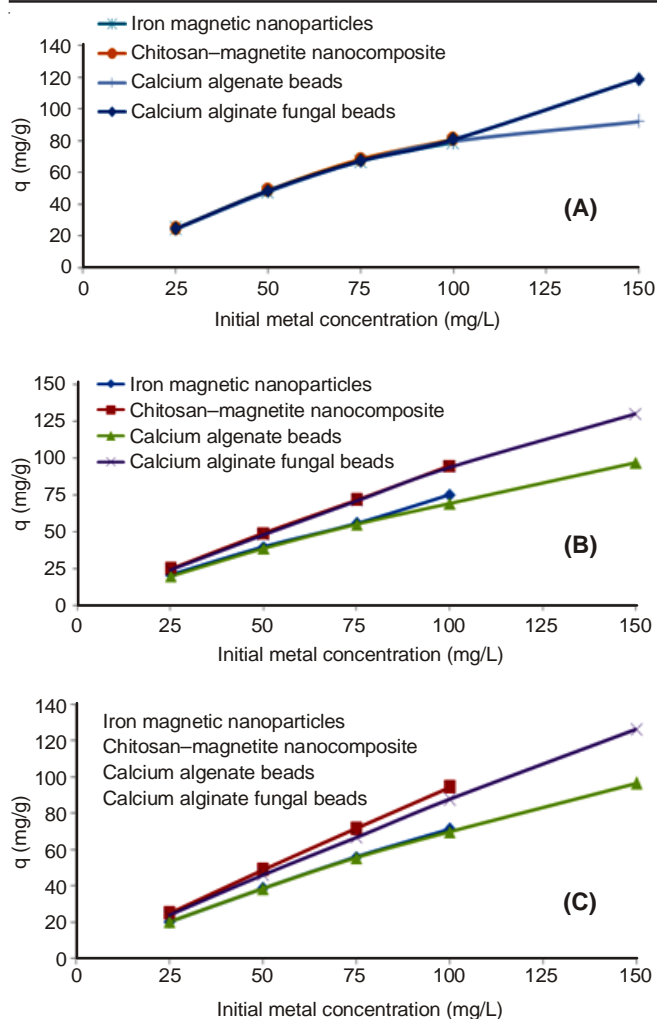 Iron magnetic nanoparticles
Chitosan–magnetite nanocomposite
Calcium algenate beads
Calcium alginate fungal beads
140
120
100
80
60
40
20
0
q (mg/g)
(A)
0 25 50 75 100 125 150
Initial metal concentration (mg/L)
Iron magnetic nanoparticles
Chitosan–magnetite nanocomposite
Calcium algenate beads
Calcium alginate fungal beads
150
125
100
75
50
25
0
q (mg/g)
(B)
0 25 50 75 100 125 150
Initial metal concentration (mg/L)
Iron magnetic nanoparticles
Chitosan–magnetite nanocomposite
Calcium algenate beads
Calcium alginate fungal beads
140
120
100
80
60
40
20
0
q (mg/g)
(C)
0 25 50 75 100 125 150
Initial metal concentration (mg/L)